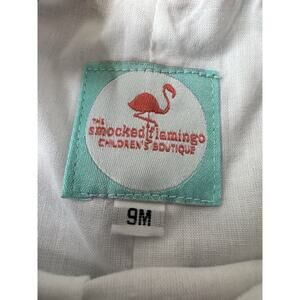 THE
smocked flamingo
CHILDREN'S BOUTIQUE
9M